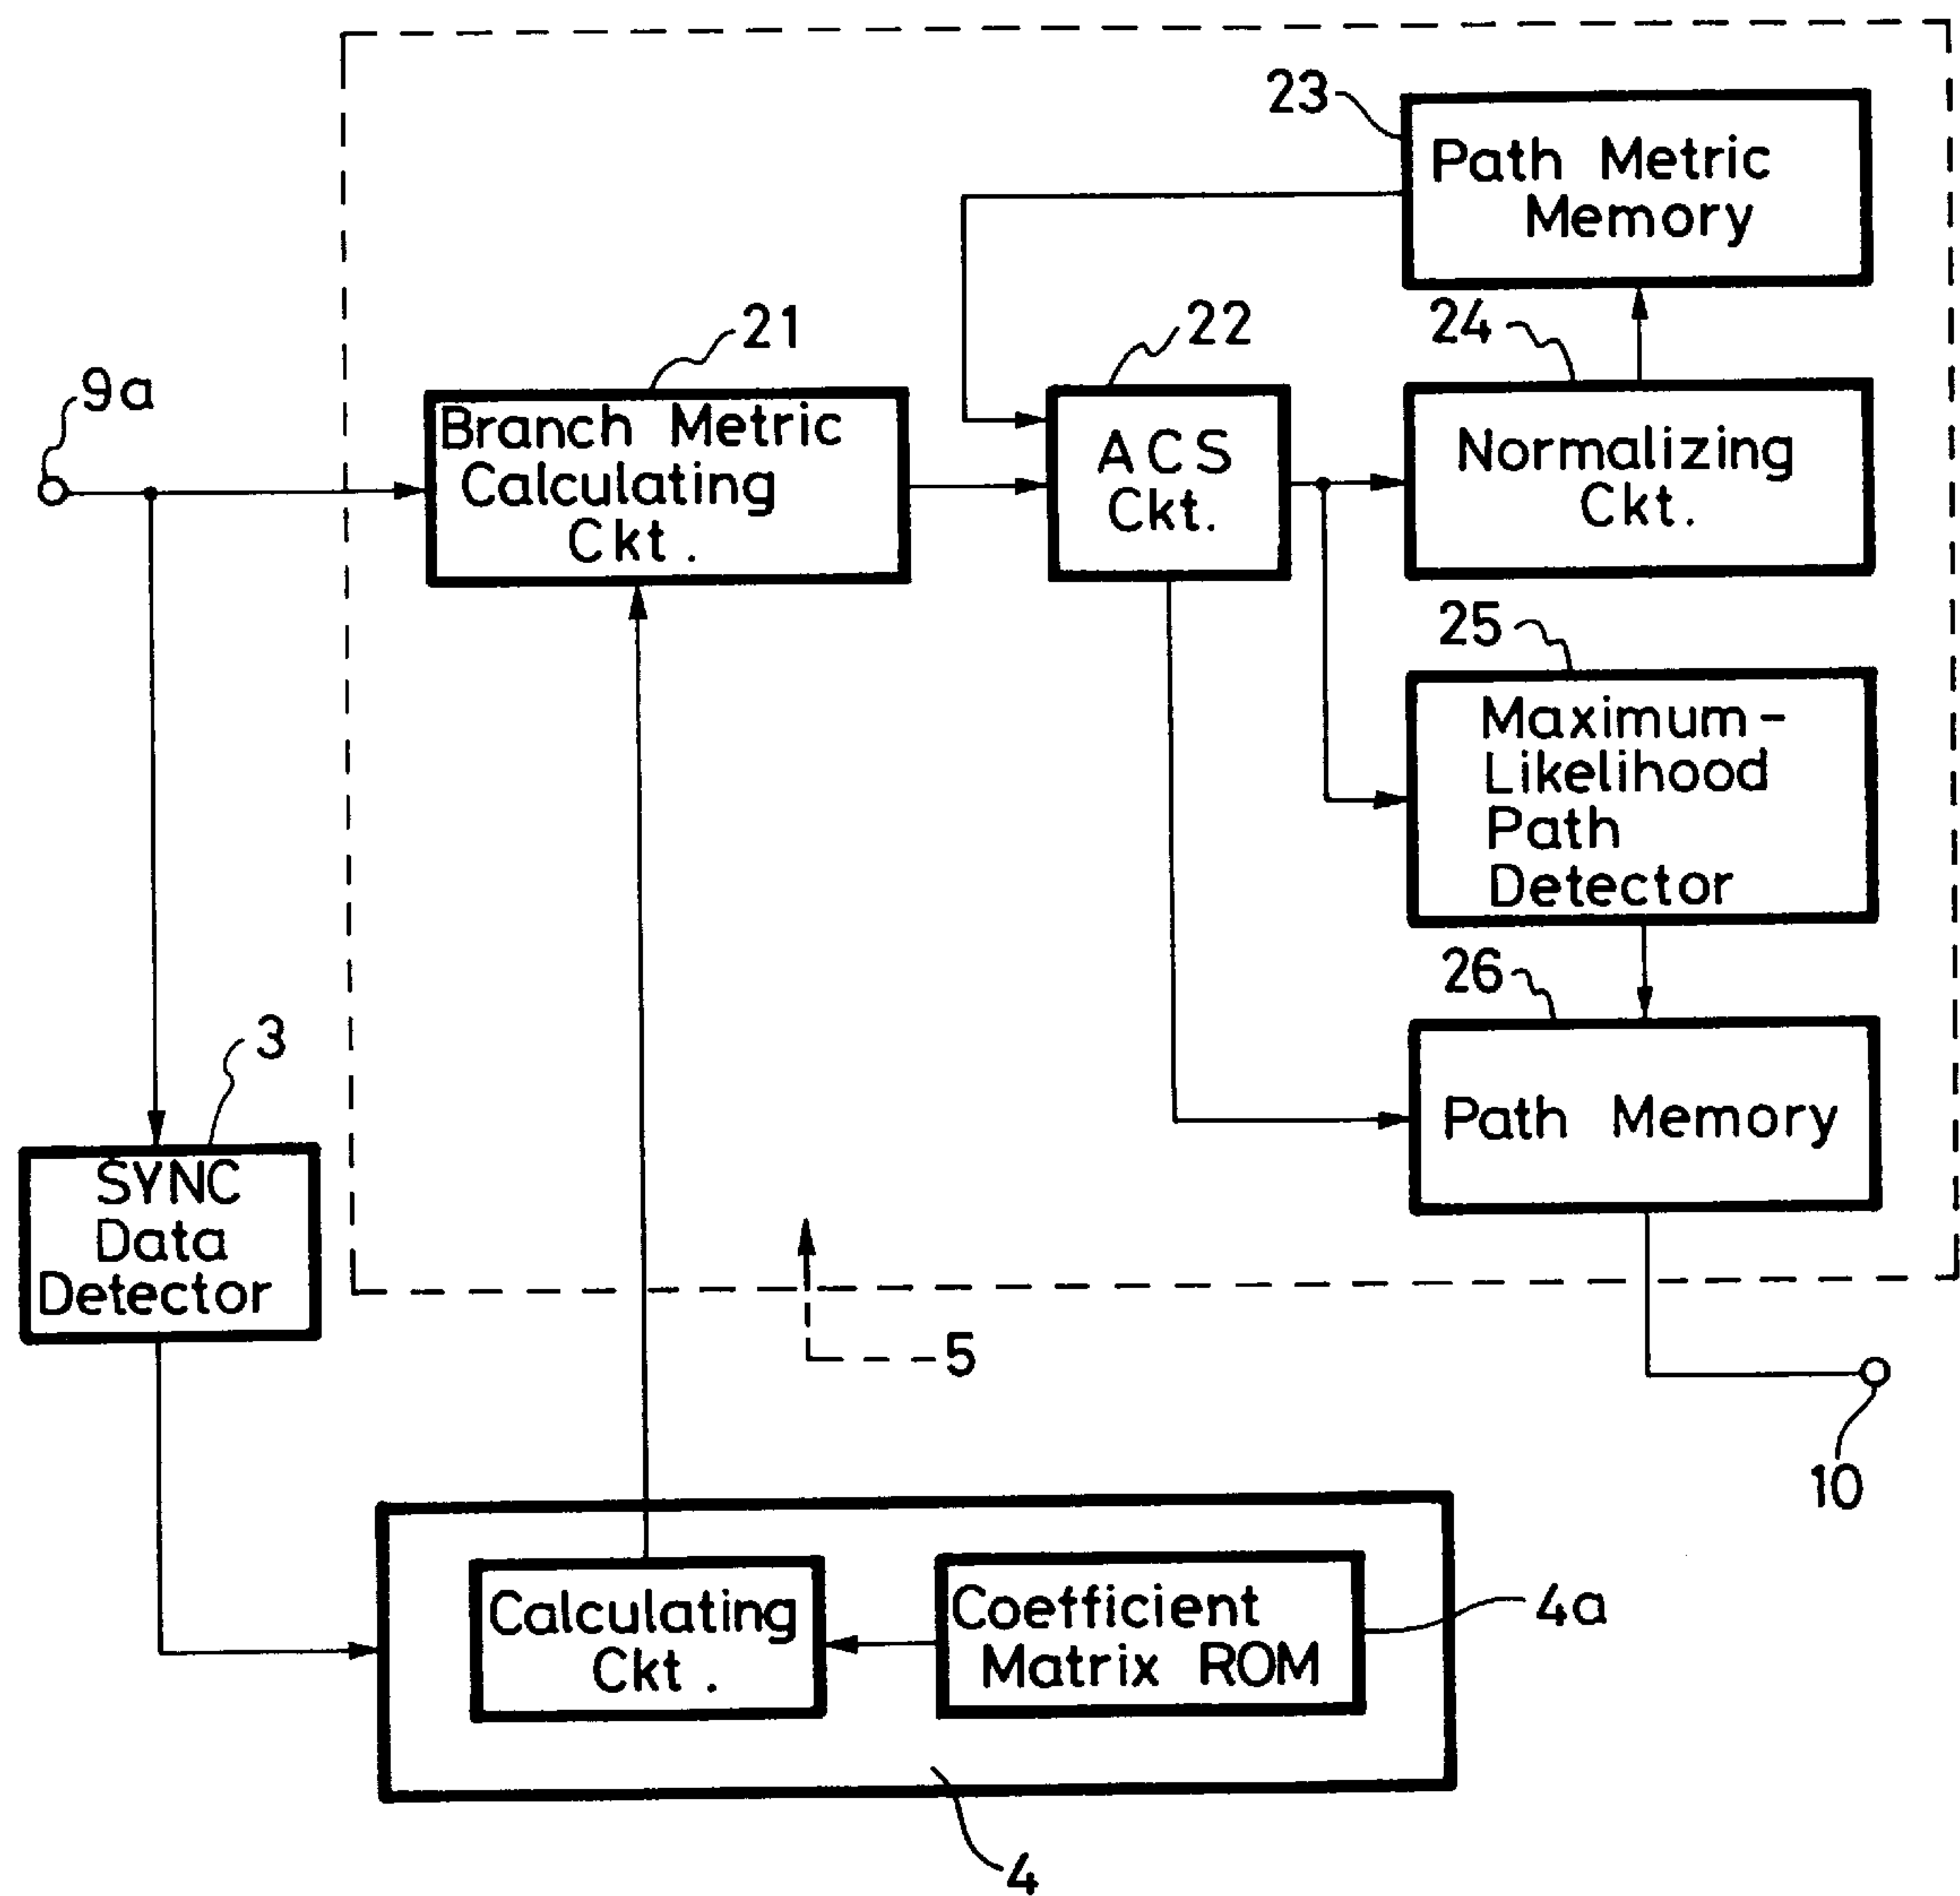 23
Path Metric
Memory
21
22
24
9a
Branch Metric
Calculating
Ckt.
ACS
Ckt.
Normalizing
Ckt.
25
Maximum-
Likelihood
Path
Detector
26
3
Path Memory
SYNC
Data
Detector
5
10
Calculating
Ckt.
Coefficient
Matrix ROM
4a
4